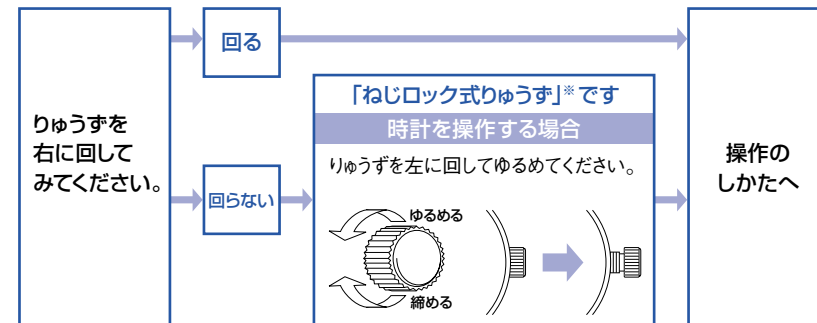 りゅうずを
右に回して
みてください。
回る
回らない
「ねじロック式りゅうず」※です
時計を操作する場合
りゅうずを左に回してゆるめてください。
ゆるめる
締める
操作の
しかたへ